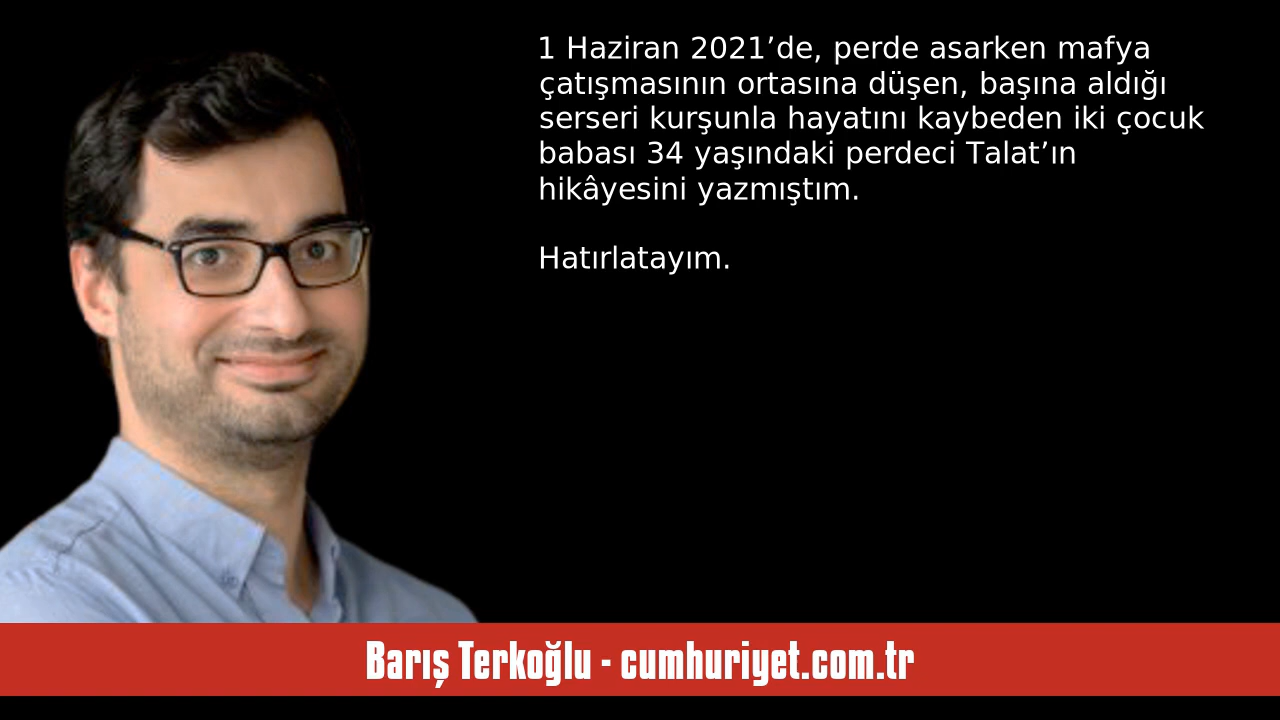 1 Haziran 2021’de, perde asarken mafya
çatışmasının ortasına düşen, başına aldığı
serseri kurşunla hayatını kaybeden iki çocuk
babası 34 yaşındaki perdeci Talat’ın
hikâyesini yazmıştım.
Hatırlatayım.
Barış Terkoğlu - cumhuriyet.com.tr